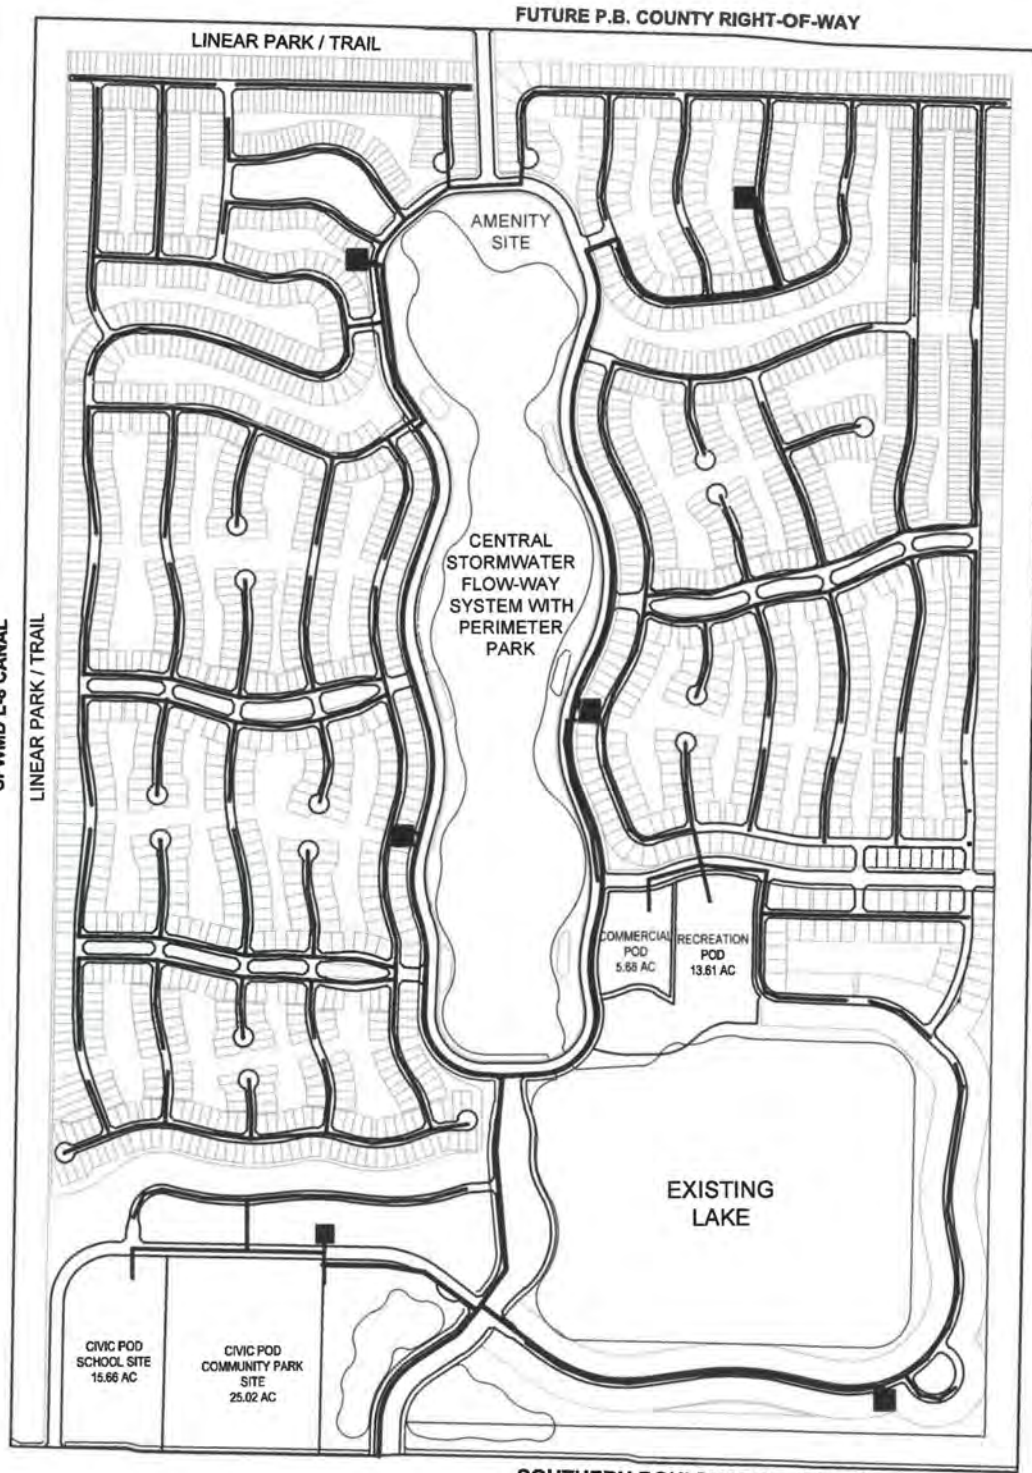 FUTURE P.B. COUNTY RIGHT-OF-WAY
LINEAR PARK / TRAIL
AMENITY
SITE
CENTRAL
STORMWATER
FLOW-WAY
SYSTEM WITH
PERIMETER
PARK
CANAL
LINEAR PARK / TRAIL
COMMERCIAL
POD
5.68 AC
RECREATION
POD
13.61 AC
EXISTING
LAKE
CIVIC POD
SCHOOL SITE
15.66 AC
CIVIC POD
COMMUNITY PARK
SITE
25.02 AC
SOUTHERN